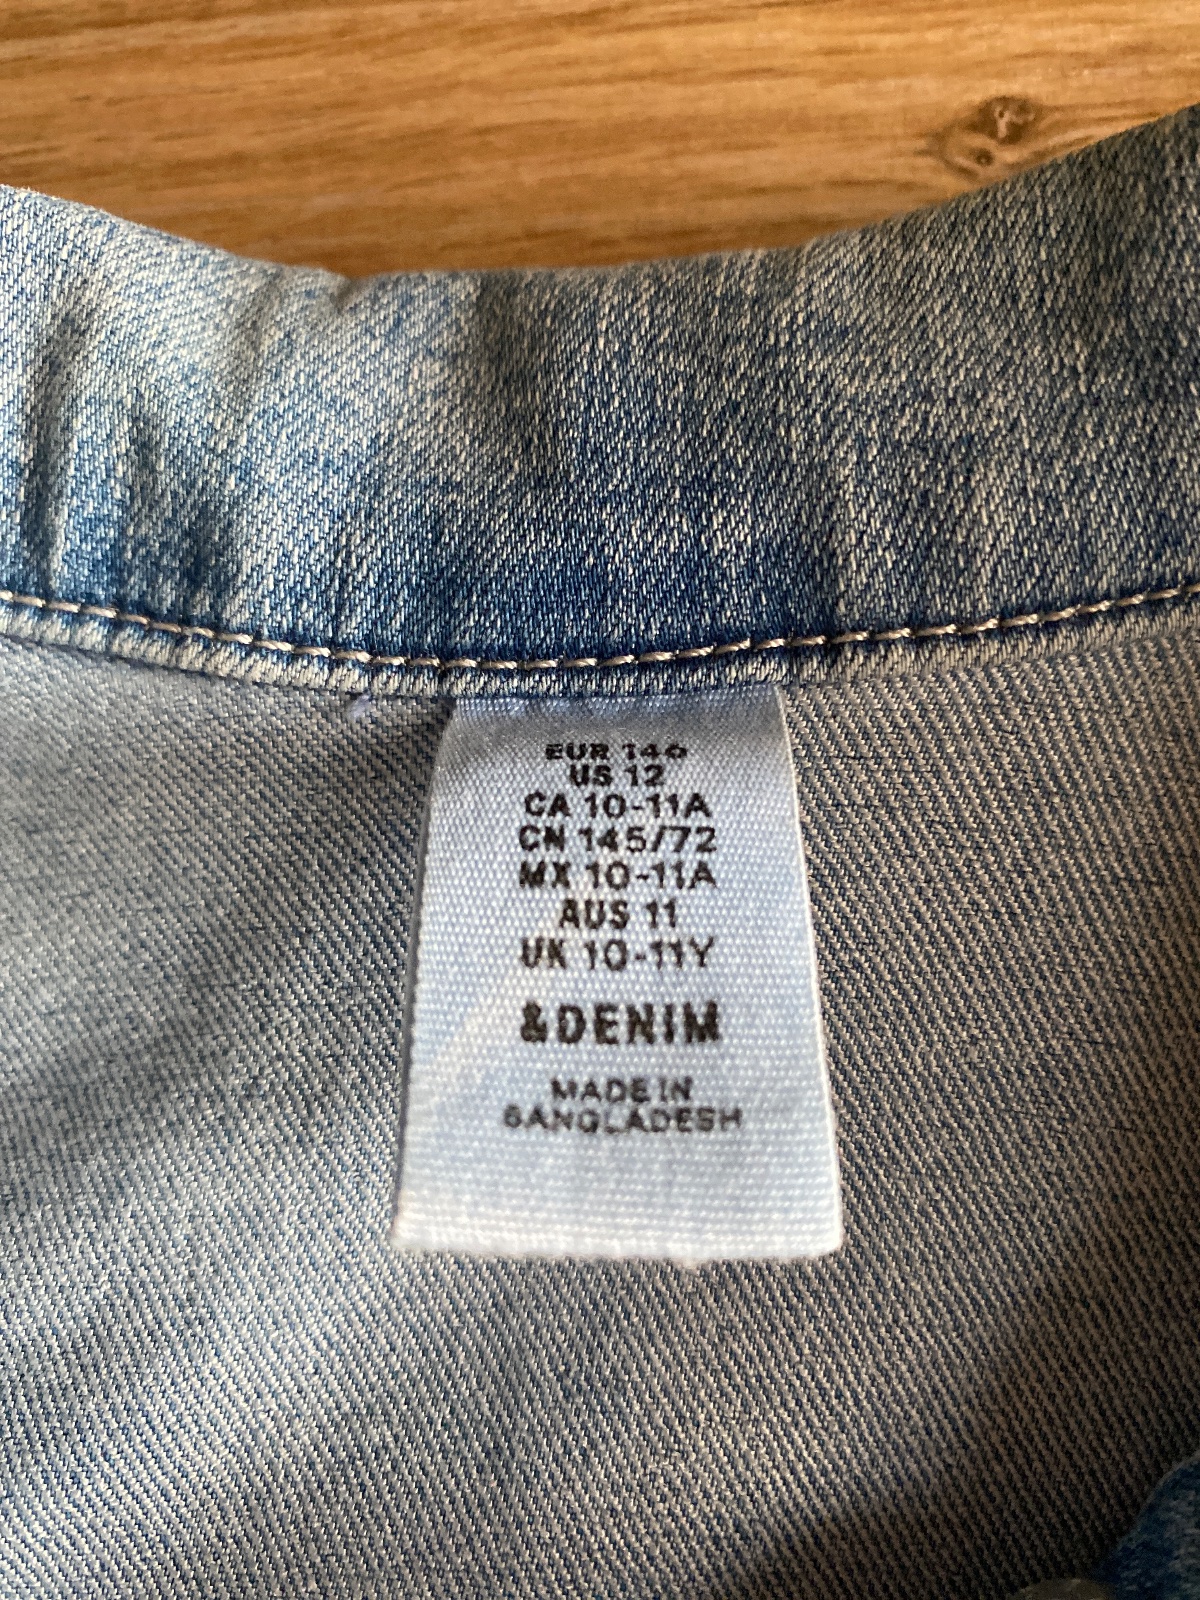 EUR 146
US 12
CA 10-11A
CN 145/72
MX 10-11A
AUS 11
UK 10-11Y
&DENIM
MADE IN
BANGLADESH